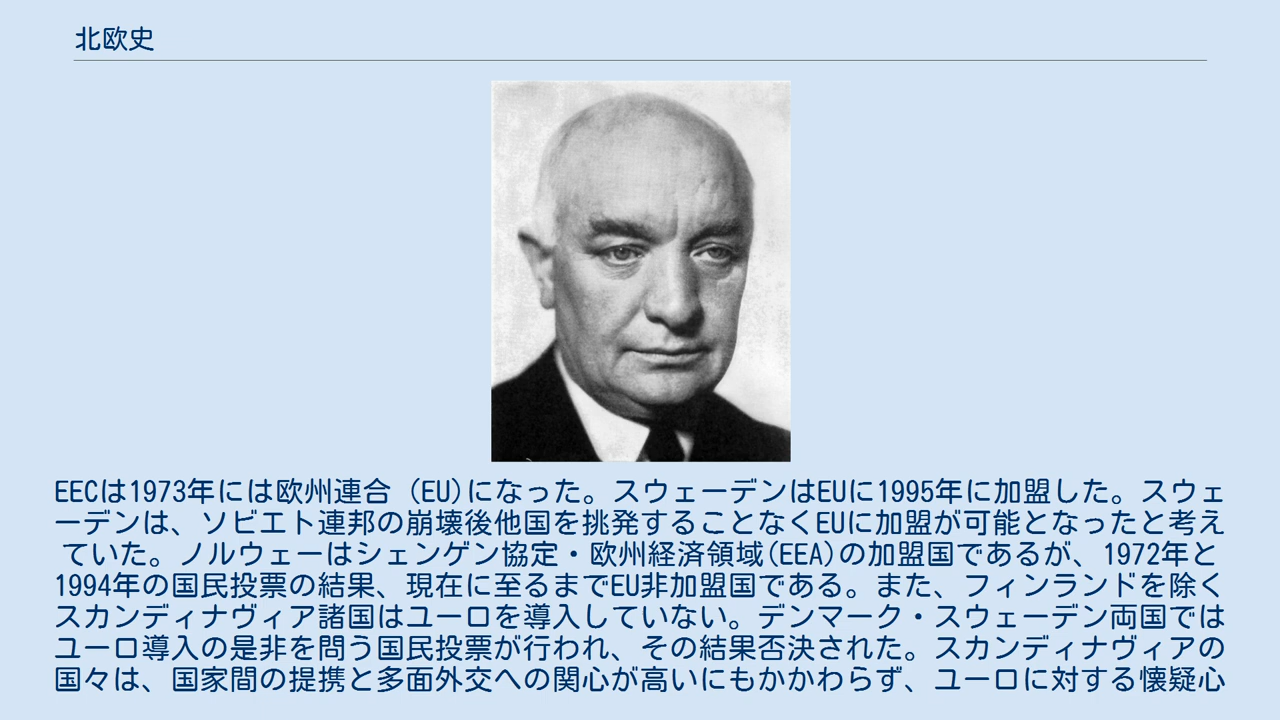 北欧史
EECは1973年には欧州連合 (EU)になった。スウェーデンはEUに1995年に加盟した。スウェ
ーデンは、ソビエト連邦の崩壊後他国を挑発することなくEUに加盟が可能となったと考え
ていた。ノルウェーはシェンゲン協定・欧州経済領域(EEA)の加盟国であるが、1972年と
1994年の国民投票の結果、現在に至るまでEU非加盟国である。また、フィンランドを除く
スカンディナヴィア諸国はユーロを導入していない。デンマーク・スウェーデン両国では
ユーロ導入の是非を問う国民投票が行われ、その結果否決された。スカンディナヴィアの
国々は、国家間の提携と多面外交への関心が高いにもかかわらず、ユーロに対する懐疑心